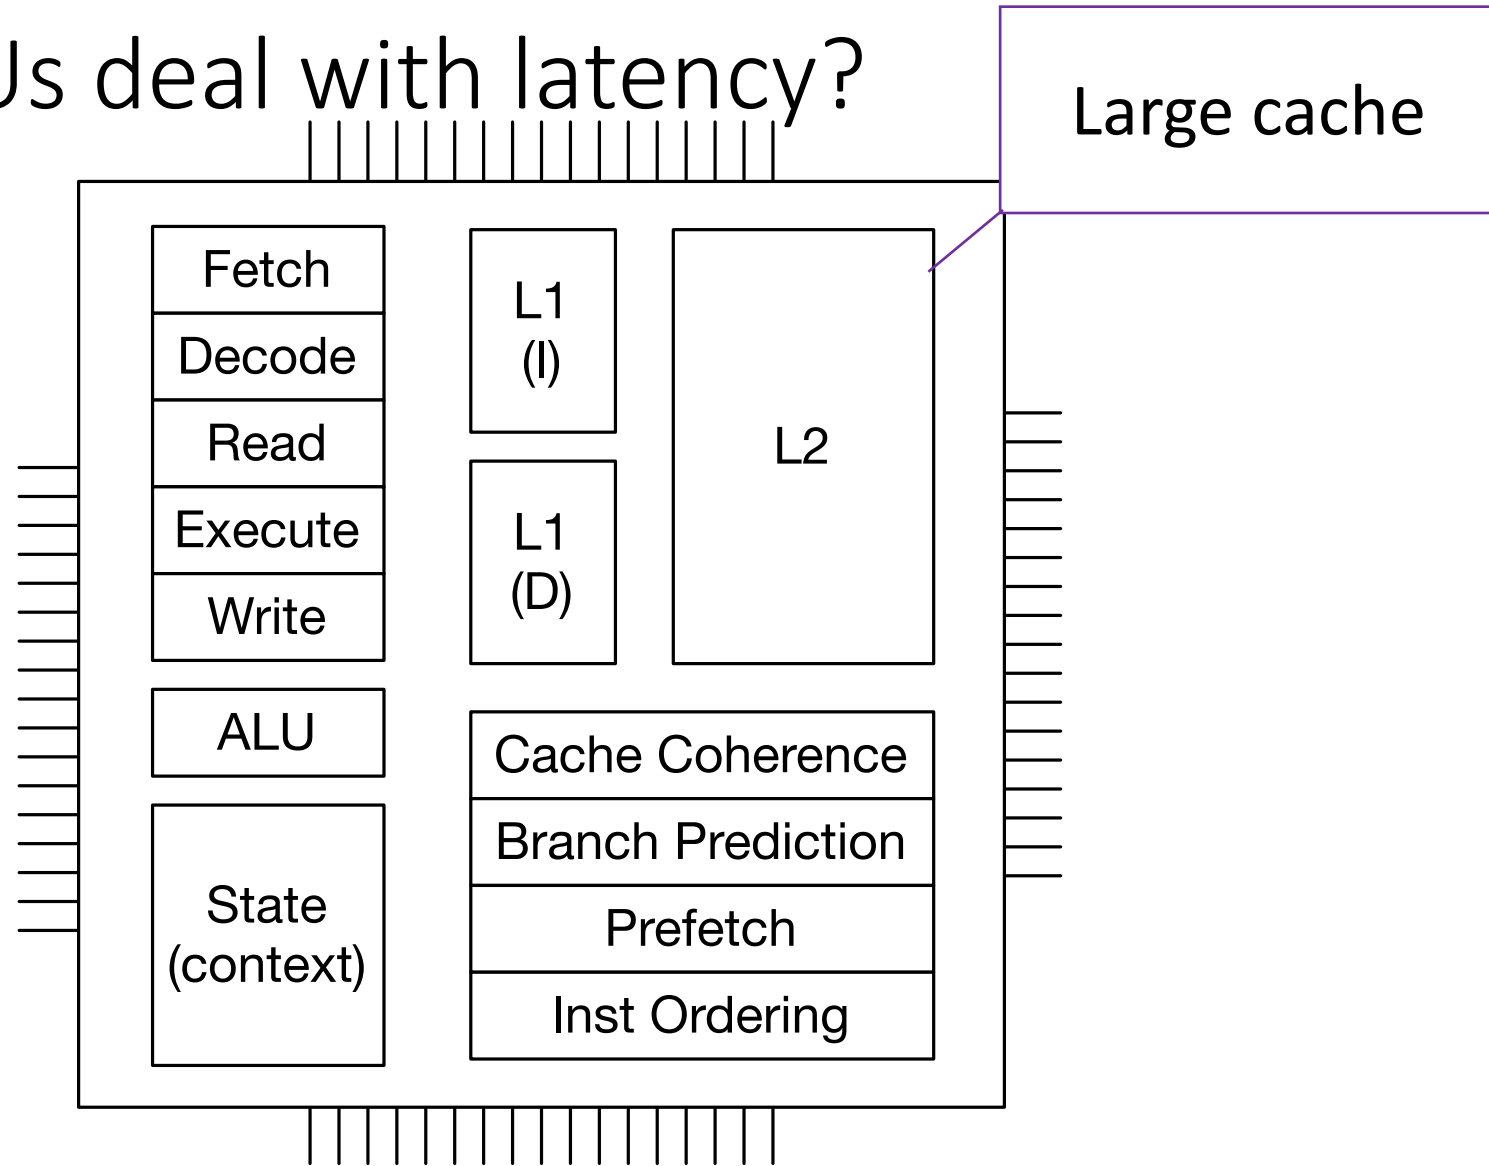 Us deal with latency?
Large cache
Fetch
Decode
Read
Execute
Write
ALU
State
(context)
L1
(I)
L1
(D)
L2
Cache Coherence
Branch Prediction
Prefetch
Inst Ordering